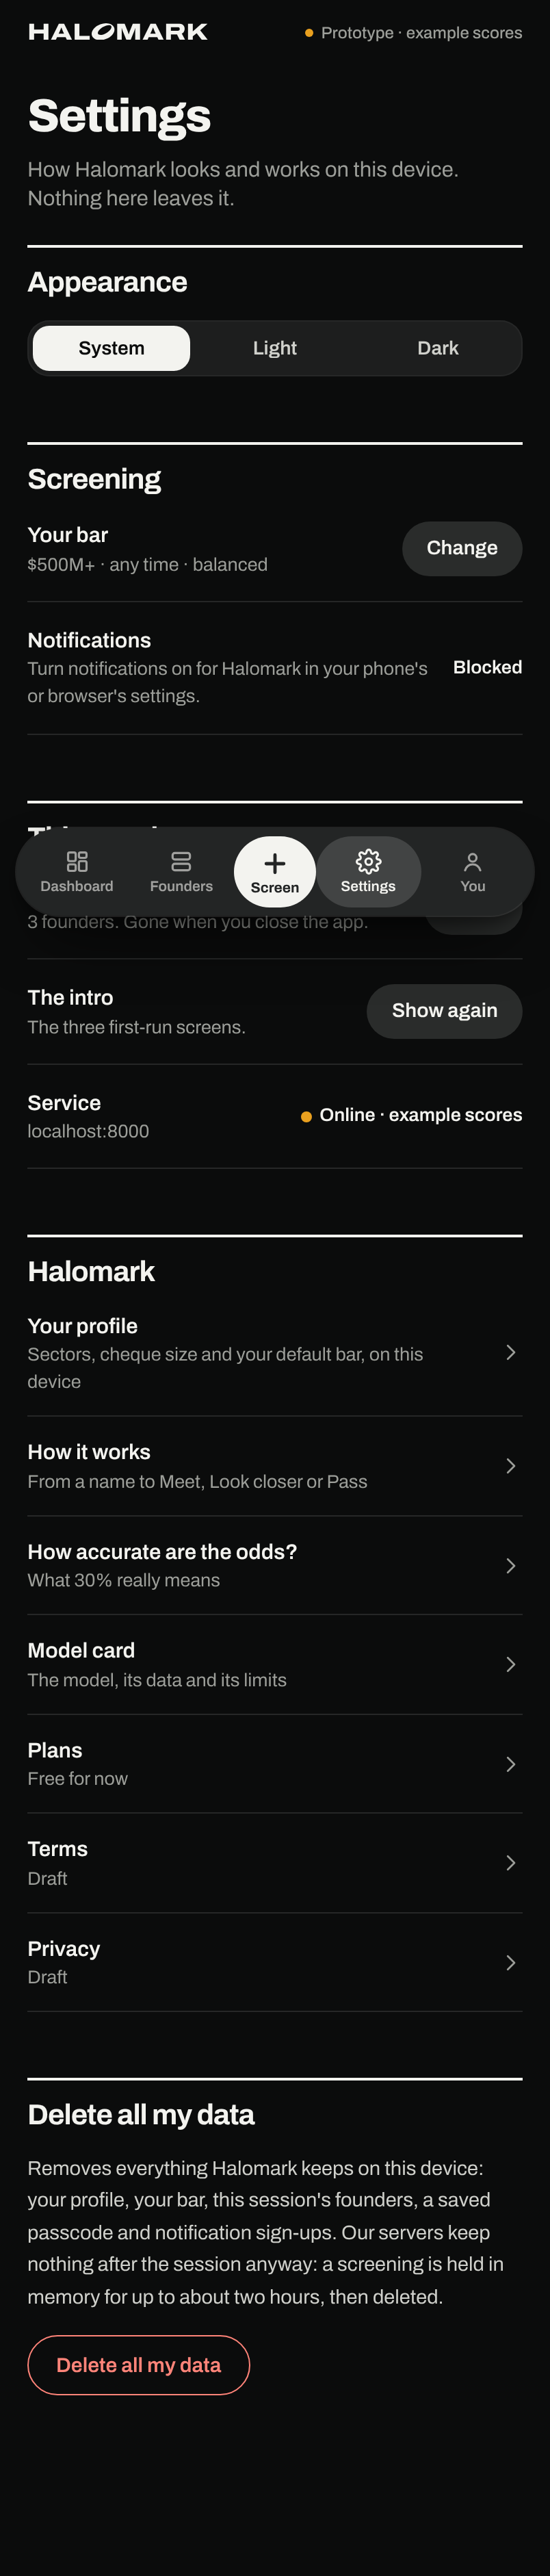 HALOMARK
Prototype · example scores
Settings
How Halomark looks and works on this device.
Nothing here leaves it.
Appearance
System
Light
Dark
Screening
Your bar
$500M+ · any time · balanced
Change
Notifications
Turn notifications on for Halomark in your phone's
or browser's settings.
Blocked
Dashboard
Founders
Screen
Settings
You
3 founders. Gone when you close the app.
The intro
The three first-run screens.
Show again
Service
localhost:8000
Online · example scores
Halomark
Your profile
Sectors, cheque size and your default bar, on this
device
How it works
From a name to Meet, Look closer or Pass
How accurate are the odds?
What 30% really means
Model card
The model, its data and its limits
Plans
Free for now
Terms
Draft
Privacy
Draft
Delete all my data
Removes everything Halomark keeps on this device:
your profile, your bar, this session's founders, a saved
passcode and notification sign-ups. Our servers keep
nothing after the session anyway: a screening is held in
memory for up to about two hours, then deleted.
Delete all my data